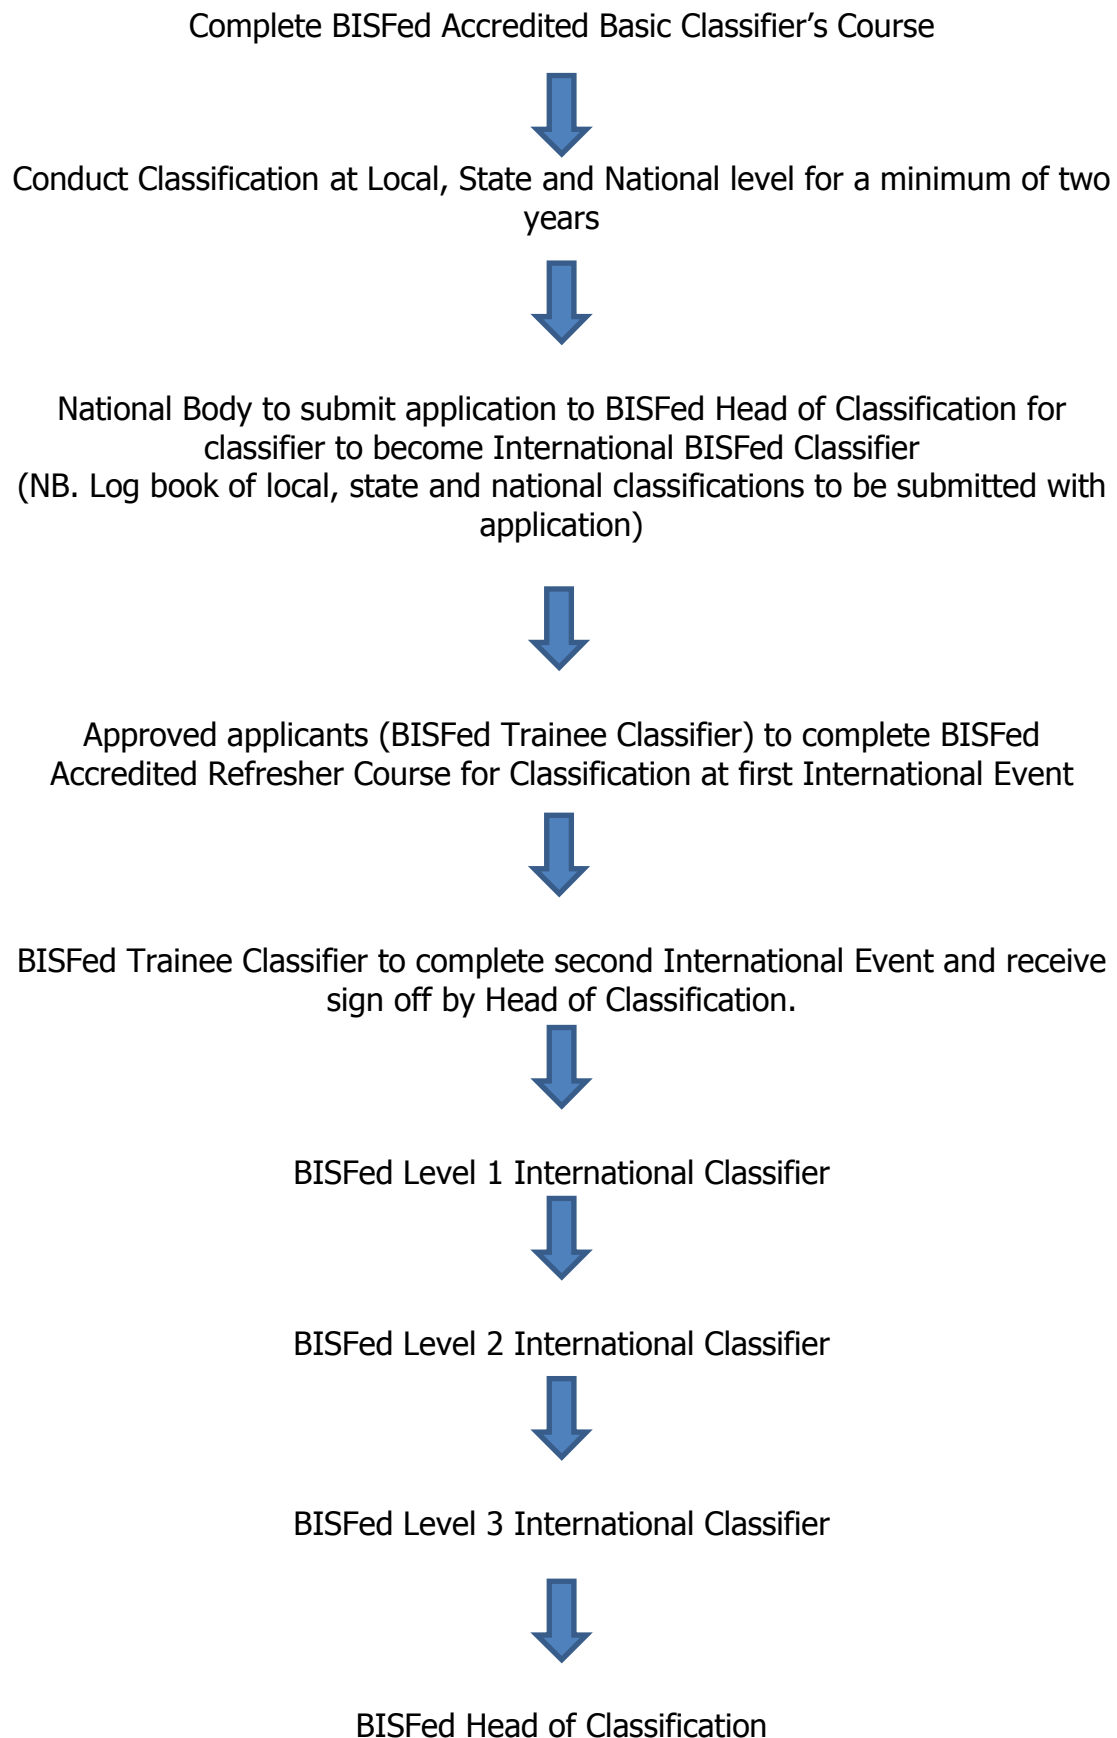 Complete BISFed Accredited Basic Classifier’s Course
Conduct Classification at Local, State and National level for a minimum of two
years
National Body to submit application to BISFed Head of Classification for
classifier to become International BISFed Classifier
(NB. Log book of local, state and national classifications to be submitted with
application)
Approved applicants (BISFed Trainee Classifier) to complete BISFed
Accredited Refresher Course for Classification at first International Event
BISFed Trainee Classifier to complete second International Event and receive
sign off by Head of Classification.
BISFed Level 1 International Classifier
BISFed Level 2 International Classifier
BISFed Level 3 International Classifier
BISFed Head of Classification